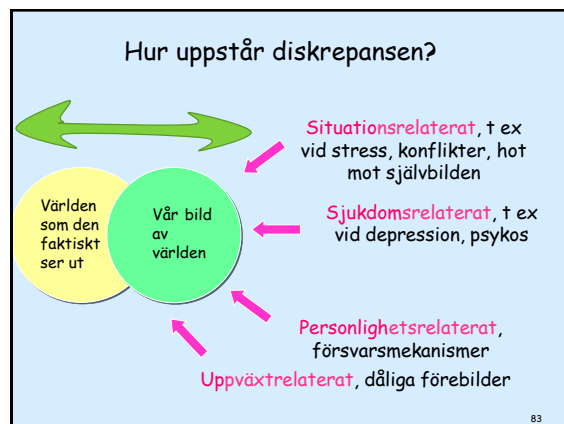 Hur uppstår diskrepansen?
Situationsrelaterat, t ex
vid stress, konflikter, hot
mot självbilden
Världen
som den
faktiskt
ser ut
Vår bild
av
världen
Sjukdomsrelaterat, t ex
vid depression, psykos
Personlighetsrelaterat,
försvarsmekanismer
Uppväxtrelaterat, dåliga förebilder
83